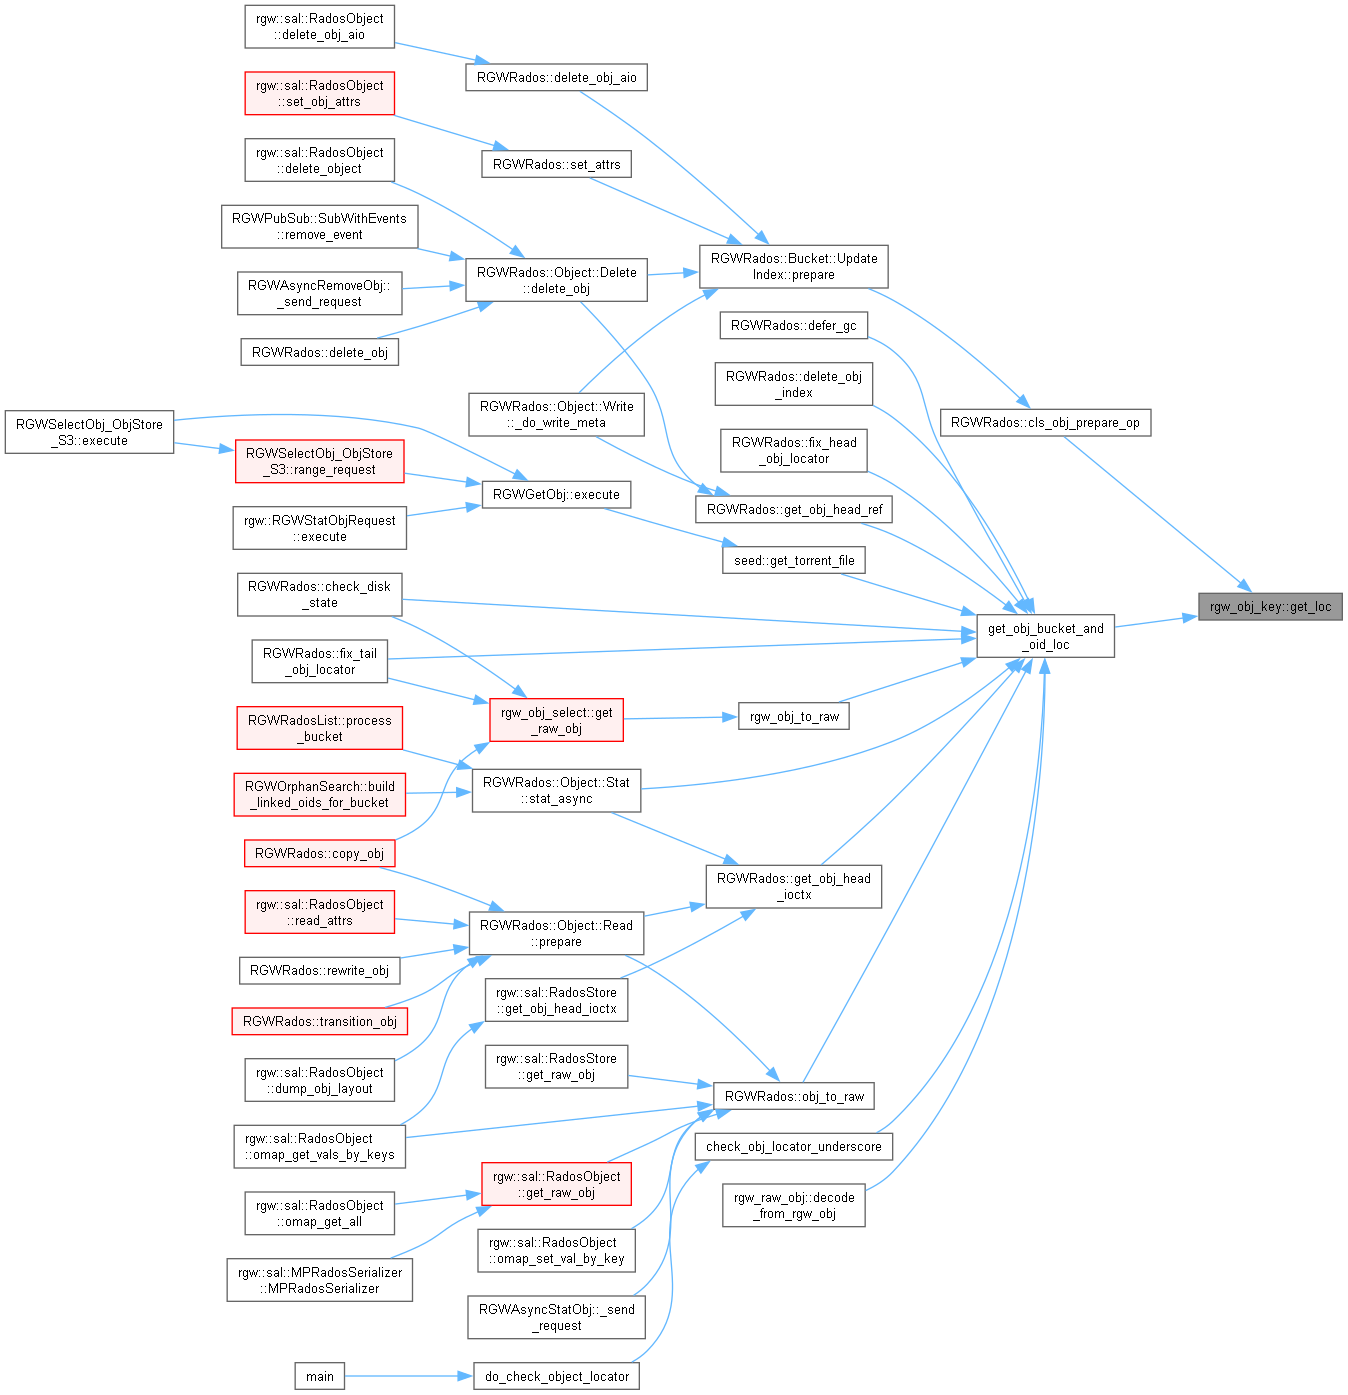 rgw::sal::RadosObject
::delete_obj_aio
RGWRados::delete_obj_aio
rgw::sal::RadosObject
::set_obj_attrs
rgw::sal::RadosObject
::delete_object
RGWRados::set_attrs
RGWPubSub::SubWithEvents
::remove_event
RGWRados::Object::Delete
::delete_obj
RGWRados::Bucket::Update
Index::prepare
RGWAsyncRemoveObj::
_send_request
RGWRados::delete_obj
RGWRados::defer_gc
RGWRados::delete_obj
_index
RGWSelectObj_ObjStore
_S3::execute
RGWRados::Object::Write
::_do_write_meta
RGWRados::cls_obj_prepare_op
RGWRados::fix_head
_obj_locator
RGWSelectObj_ObjStore
_S3::range_request
RGWGetObj::execute
RGWRados::get_obj_head_ref
rgw::RGWStatObjRequest
::execute
seed::get_torrent_file
RGWRados::check_disk
_state
rgw_obj_key::get_loc
get_obj_bucket_and
_oid_loc
RGWRados::fix_tail
_obj_locator
rgw_obj_select::get
_raw_obj
rgw_obj_to_raw
RGWRadosList::process
_bucket
RGWOrphanSearch::build
_linked_oids_for_bucket
RGWRados::Object::Stat
::stat_async
RGWRados::copy_obj
RGWRados::get_obj_head
_ioctx
rgw::sal::RadosObject
::read_attrs
RGWRados::Object::Read
::prepare
RGWRados::rewrite_obj
rgw::sal::RadosStore
::get_obj_head_ioctx
RGWRados::transition_obj
rgw::sal::RadosStore
::get_raw_obj
rgw::sal::RadosObject
::dump_obj_layout
RGWRados::obj_to_raw
rgw::sal::RadosObject
::omap_get_vals_by_keys
check_obj_locator_underscore
rgw::sal::RadosObject
::get_raw_obj
rgw::sal::RadosObject
::omap_get_all
rgw_raw_obj::decode
_from_rgw_obj
rgw::sal::RadosObject
::omap_set_val_by_key
rgw::sal::MPRadosSerializer
::MPRadosSerializer
RGWAsyncStatObj::_send
_request
main
do_check_object_locator